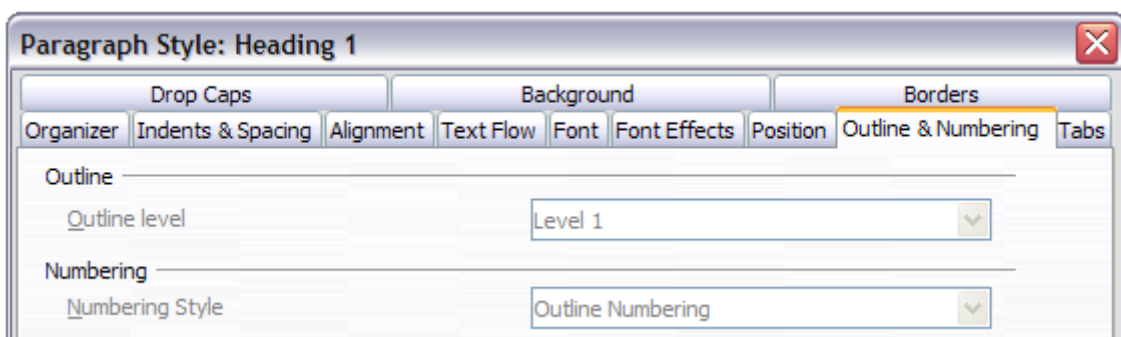 Paragraph Style: Heading 1
Drop Caps Background Borders
Organizer Indents & Spacing Alignment Text Flow Font Font Effects Position Outline & Numbering Tabs
Outline
Outline level Level 1
Numbering
Numbering Style Outline Numbering